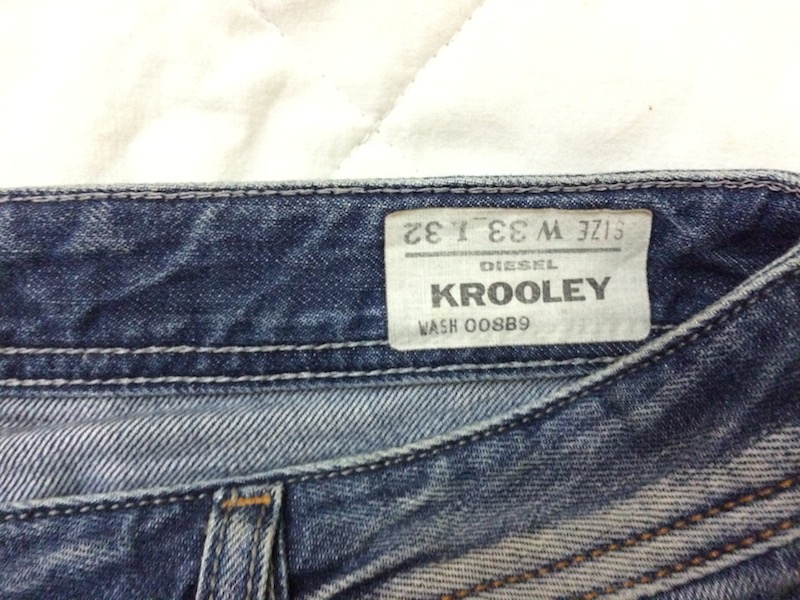 SIZE W 33 L 32
DIESEL
KROOLEY
WASH 008B9